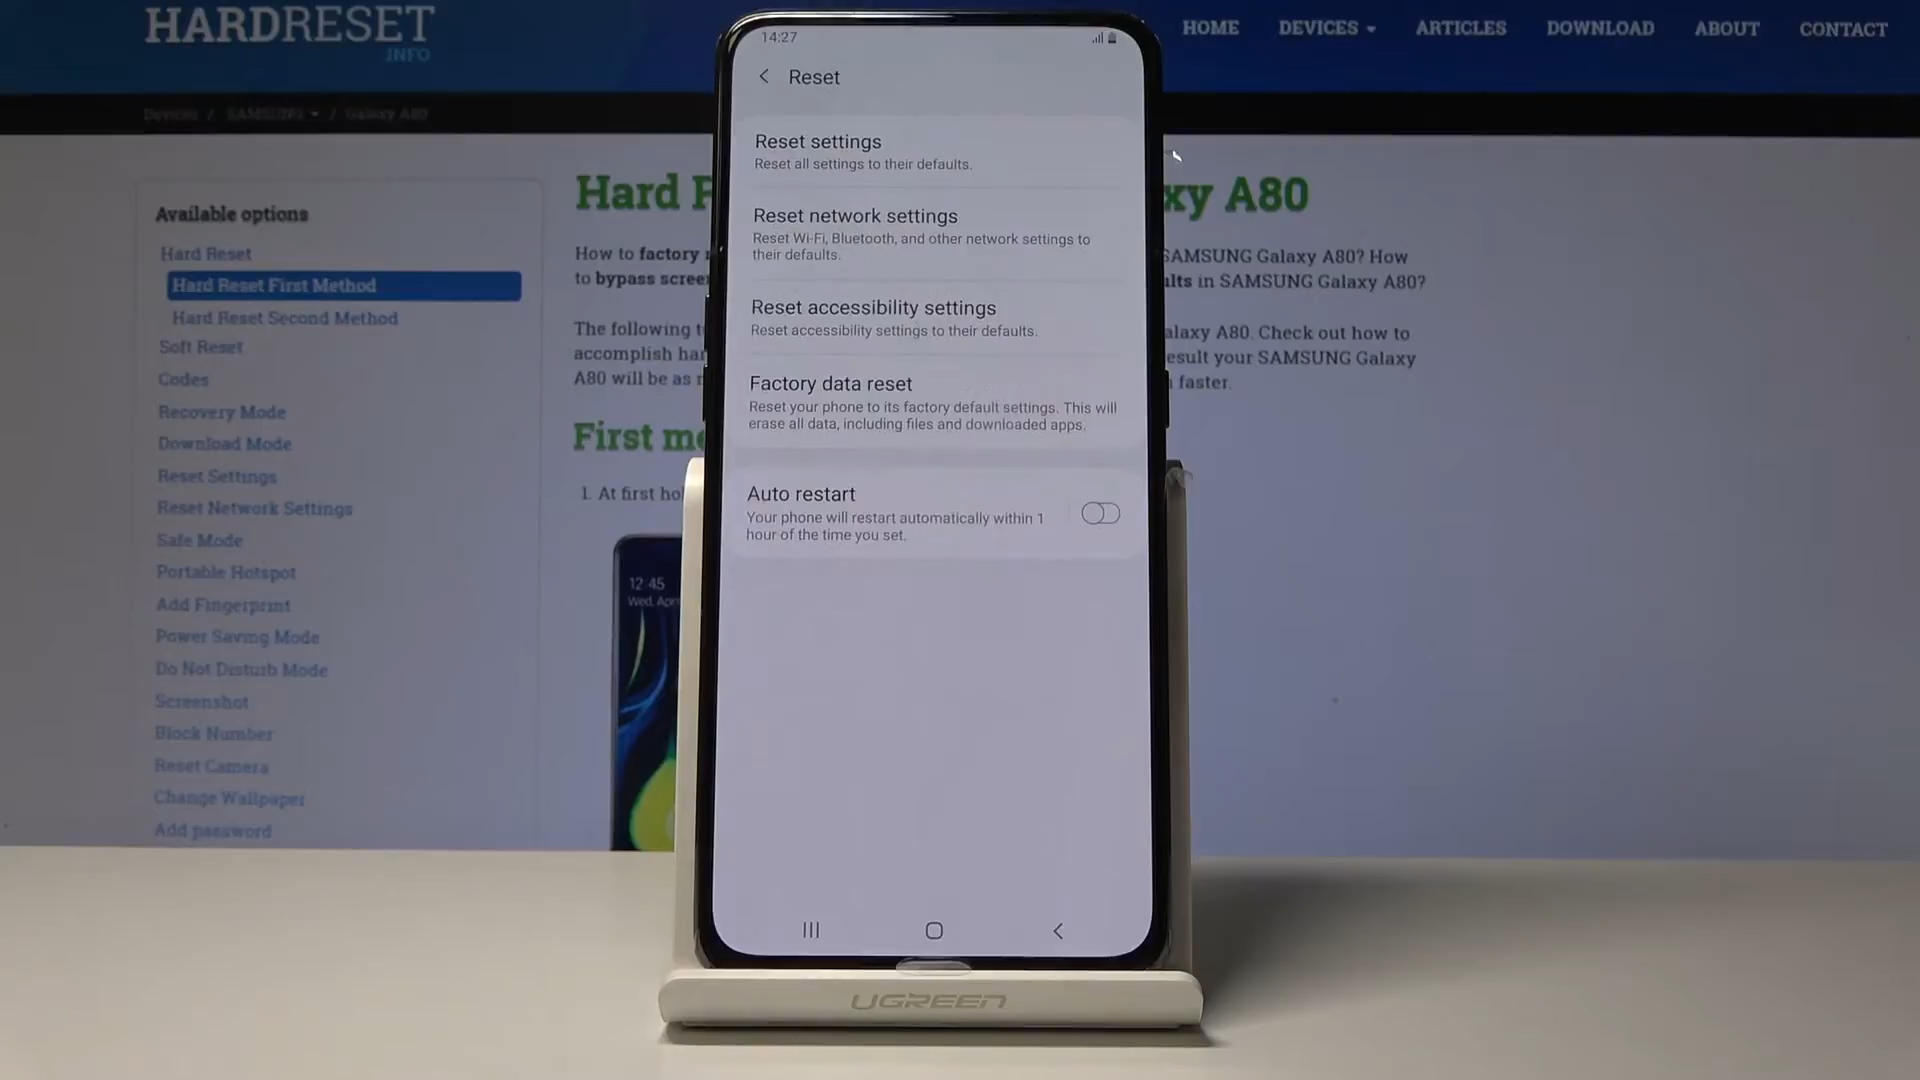 HARDRESET
INFO
HOME
DEVICES
ARTICLES
DOWNLOAD
ABOUT
CONTACT
Devices / SAMSUNG / Galaxy A80
Available options
Hard Reset
Hard Reset First Method
Hard Reset Second Method
Soft Reset
Codes
Recovery Mode
Download Mode
Reset Settings
Reset Network Settings
Safe Mode
Portable Hotspot
Add Fingerprint
Power Saving Mode
Do Not Disturb Mode
Screenshot
Block Number
Reset Camera
Change Wallpaper
Add password
Hard
xy A80
How to factory
SAMSUNG Galaxy A80? How
to bypass
in SAMSUNG Galaxy A80?
The following
Galaxy A80. Check out how to
accomplish
result your SAMSUNG Galaxy
A80 will be as
faster.
First
1. At first
12:45
Wed,
14:27
Reset
Reset settings
Reset all settings to their defaults.
Reset network settings
Reset Wi-Fi, Bluetooth, and other network settings to
their defaults.
Reset accessibility settings
Reset accessibility settings to their defaults.
Factory data reset
Reset your phone to its factory default settings. This will
erase all data, including files and downloaded apps.
Auto restart
Your phone will restart automatically within 1
hour of the time you set.
UGREEN